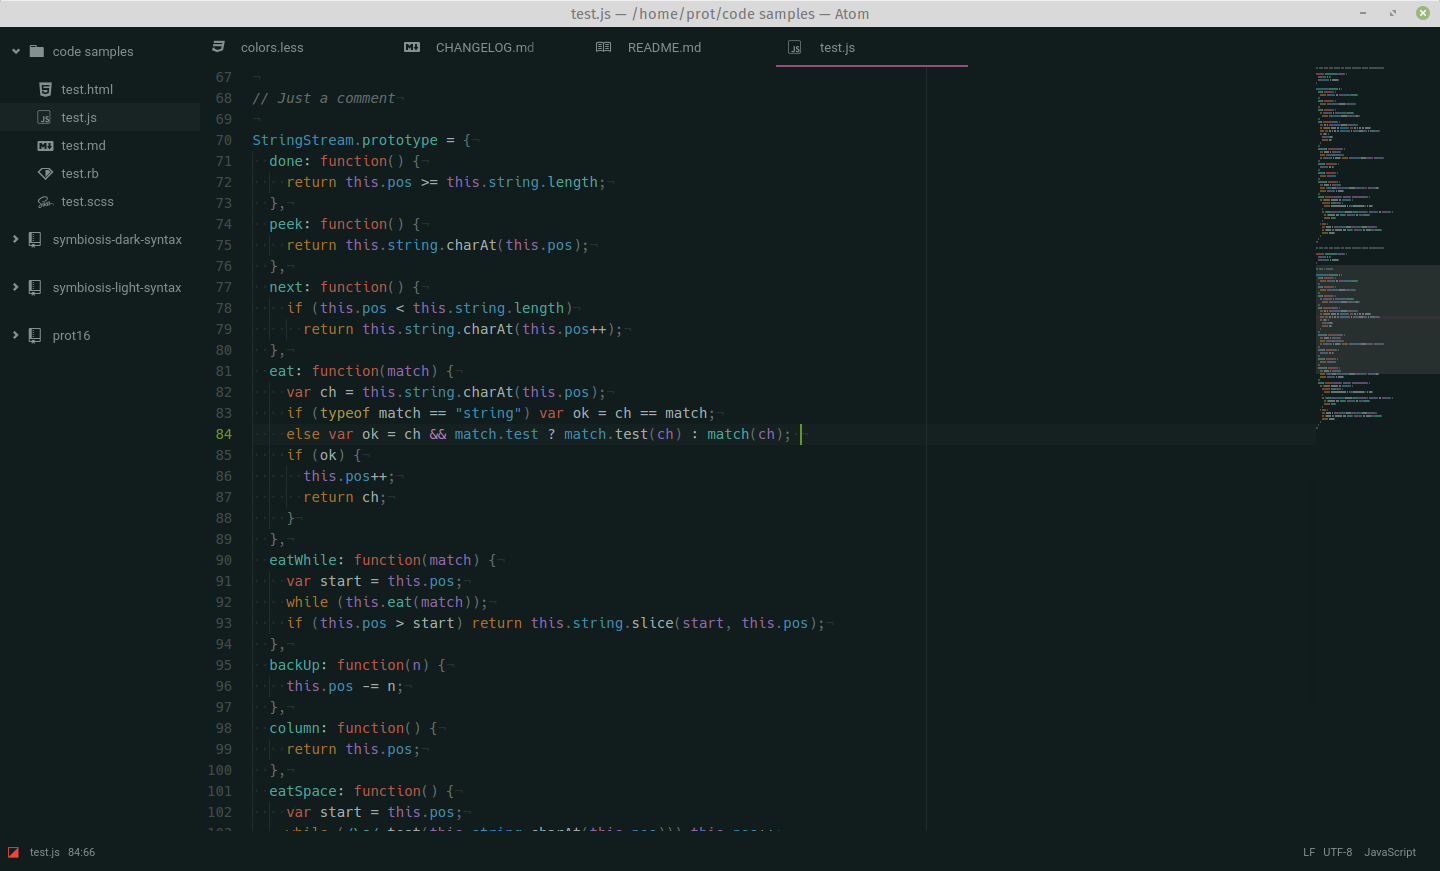 test.js — /home/prot/code samples — Atom
code samples
test.html
test.js
test.md
test.rb
test.scss
symbiosis-dark-syntax
symbiosis-light-syntax
prot16
colors.less CHANGELOG.md README.md test.js
67 ¬
68 // Just a comment¬
69 ¬
70 StringStream.prototype = {¬
71 ··done: function() {¬
72 ····return this.pos >= this.string.length;¬
73 ··},¬
74 ··peek: function() {¬
75 ····return this.string.charAt(this.pos);¬
76 ··},¬
77 ··next: function() {¬
78 ····if (this.pos < this.string.length)¬
79 ······return this.string.charAt(this.pos++);¬
80 ··},¬
81 ··eat: function(match) {¬
82 ····var ch = this.string.charAt(this.pos);¬
83 ····if (typeof match == "string") var ok = ch == match;¬
84 ····else var ok = ch && match.test ? match.test(ch) : match(ch);·¬
85 ····if (ok) {¬
86 ······this.pos++;¬
87 ······return ch;¬
88 ····}¬
89 ··},¬
90 ··eatWhile: function(match) {¬
91 ····var start = this.pos;¬
92 ····while (this.eat(match));¬
93 ····if (this.pos > start) return this.string.slice(start, this.pos);¬
94 ··},¬
95 ··backUp: function(n) {¬
96 ····this.pos -= n;¬
97 ··},¬
98 ··column: function() {¬
99 ····return this.pos;¬
100 ··},¬
101 ··eatSpace: function() {¬
102 ····var start = this.pos;¬
test.js 84:66
LF UTF-8 JavaScript